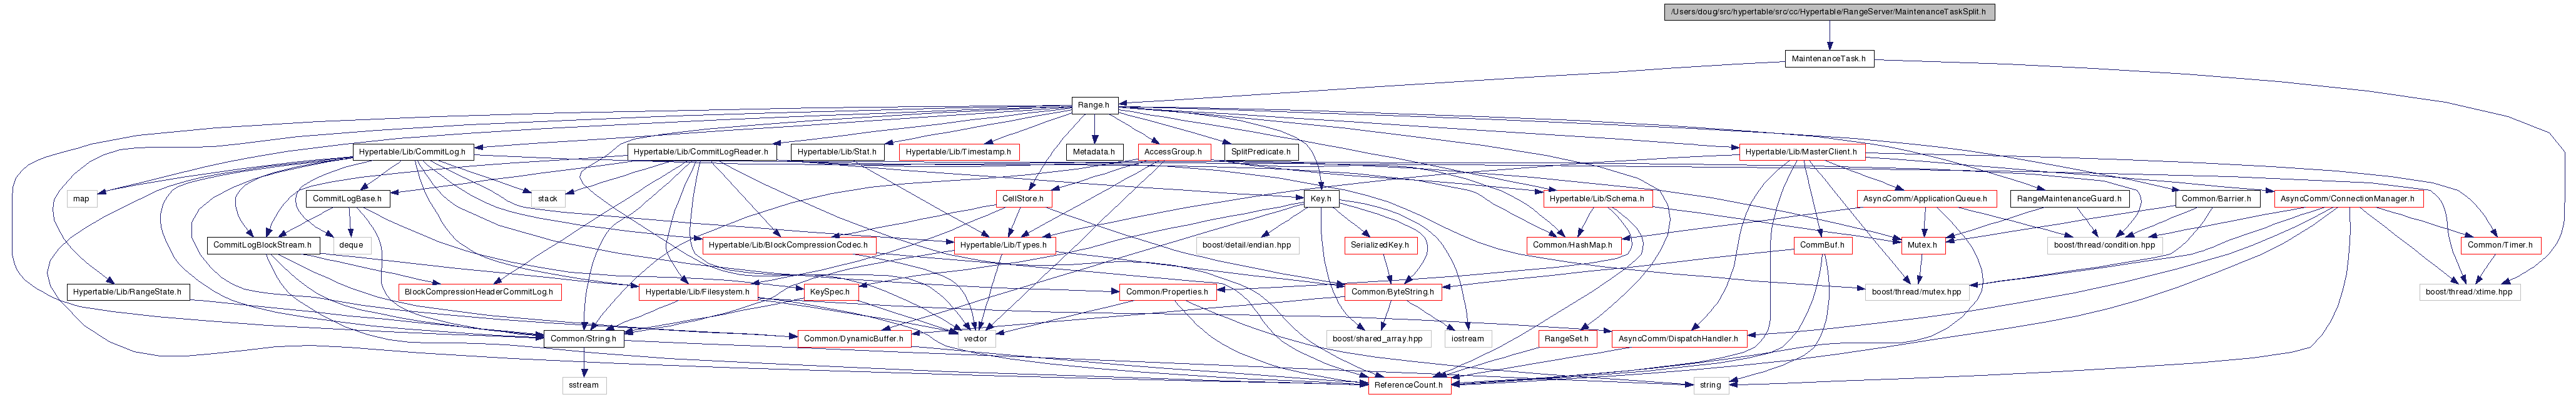 /Users/doug/src/hypertable/src/cc/Hypertable/RangeServer/MaintenanceTaskSplit.h
MaintenanceTask.h
Range.h
Hypertable/Lib/CommitLog.h
Hypertable/Lib/CommitLogReader.h
Hypertable/Lib/Stat.h
Hypertable/Lib/Timestamp.h
Metadata.h
AccessGroup.h
SplitPredicate.h
Hypertable/Lib/MasterClient.h
map
CommitLogBase.h
stack
CellStore.h
Key.h
Hypertable/Lib/Schema.h
AsyncComm/ApplicationQueue.h
RangeMaintenanceGuard.h
Common/Barrier.h
AsyncComm/ConnectionManager.h
CommitLogBlockStream.h
deque
Hypertable/Lib/BlockCompressionCodec.h
Hypertable/Lib/Types.h
boost/detail/endian.hpp
SerializedKey.h
Common/HashMap.h
CommBuf.h
Mutex.h
boost/thread/condition.hpp
Common/Timer.h
Hypertable/Lib/RangeState.h
BlockCompressionHeaderCommitLog.h
Hypertable/Lib/Filesystem.h
KeySpec.h
Common/Properties.h
Common/ByteString.h
boost/thread/mutex.hpp
boost/thread/xtime.hpp
Common/String.h
Common/DynamicBuffer.h
vector
boost/shared_array.hpp
iostream
RangeSet.h
AsyncComm/DispatchHandler.h
sstream
ReferenceCount.h
string